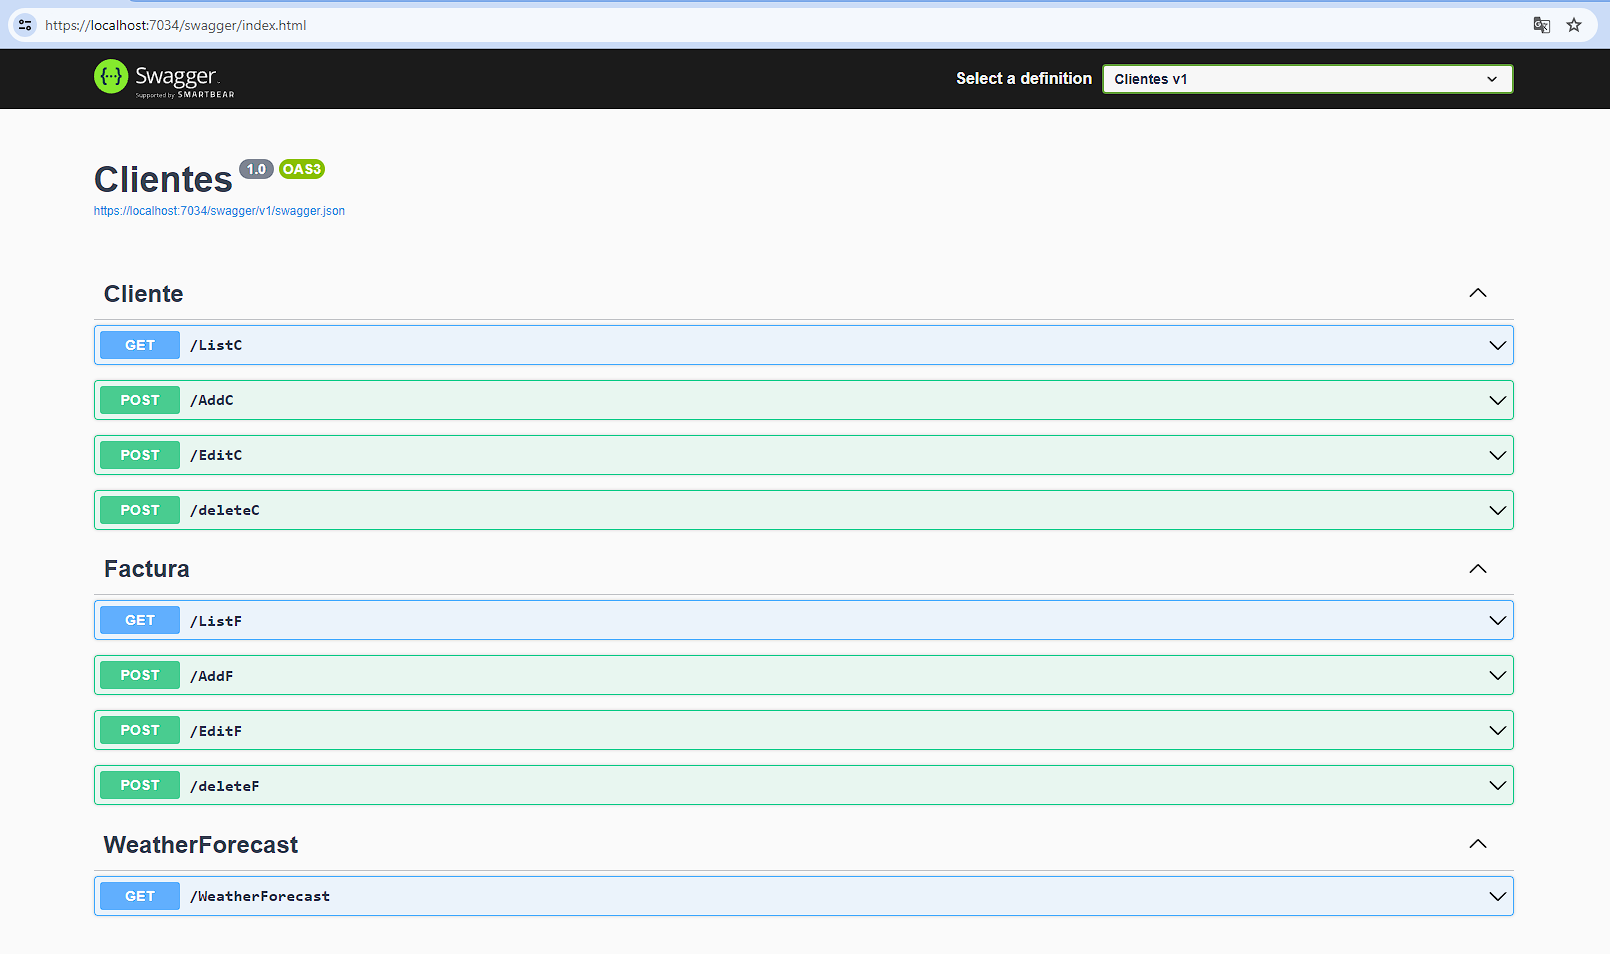 https://localhost:7034/swagger/index.html
{···} Swagger
Supported by SMARTBEAR
Select a definition
Clientes v1
Clientes 1.0 OAS3
https://localhost:7034/swagger/v1/swagger.json
Cliente
GET /ListC
POST /AddC
POST /EditC
POST /deleteC
Factura
GET /ListF
POST /AddF
POST /EditF
POST /deleteF
WeatherForecast
GET /WeatherForecast